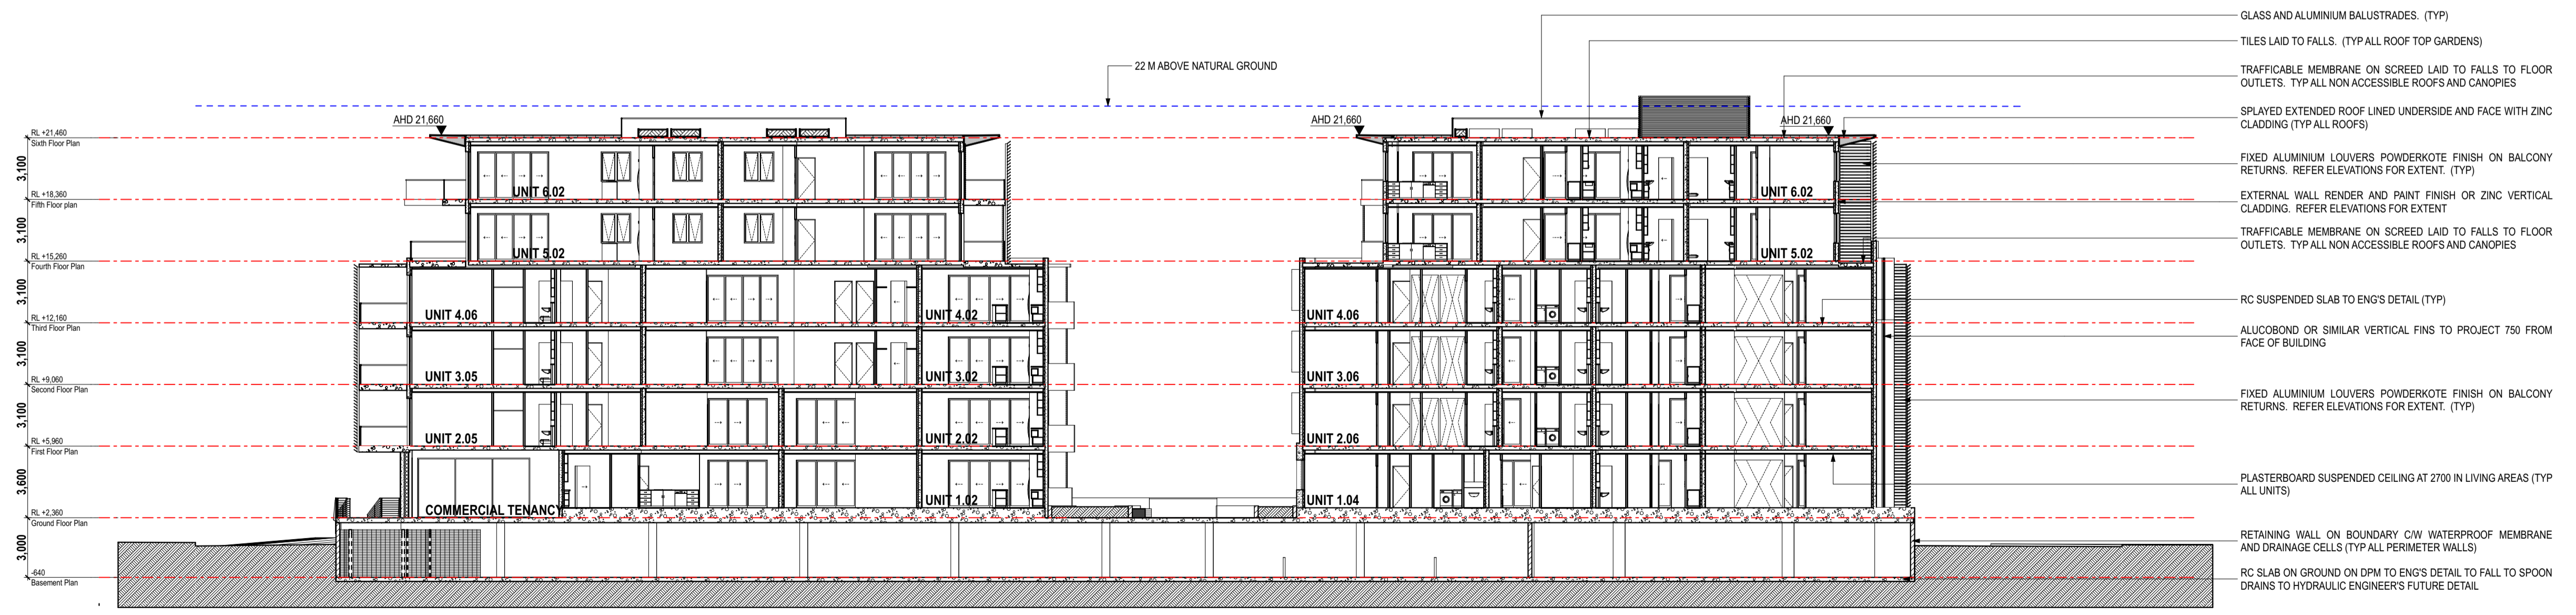 GLASS AND ALUMINIUM BALUSTRADES. (TYP)
TILES LAID TO FALLS. (TYP ALL ROOF TOP GARDENS)
22 M ABOVE NATURAL GROUND
TRAFFICABLE MEMBRANE ON SCREED LAID TO FALLS TO FLOOR
OUTLETS. TYP ALL NON ACCESSIBLE ROOFS AND CANOPIES
SPLAYED EXTENDED ROOF LINED UNDERSIDE AND FACE WITH ZINC
CLADDING (TYP ALL ROOFS)
AHD 21,660
AHD 21,660
AHD 21,660
RL +21,460
Sixth Floor Plan
3,100
FIXED ALUMINIUM LOUVERS POWDERKOTE FINISH ON BALCONY
RETURNS. REFER ELEVATIONS FOR EXTENT. (TYP)
UNIT 6.02
UNIT 6.02
RL +18,360
Fifth Floor plan
EXTERNAL WALL RENDER AND PAINT FINISH OR ZINC VERTICAL
CLADDING. REFER ELEVATIONS FOR EXTENT
3,100
TRAFFICABLE MEMBRANE ON SCREED LAID TO FALLS TO FLOOR
OUTLETS. TYP ALL NON ACCESSIBLE ROOFS AND CANOPIES
UNIT 5.02
UNIT 5.02
RL +15,260
Fourth Floor Plan
3,100
RC SUSPENDED SLAB TO ENG'S DETAIL (TYP)
UNIT 4.06
UNIT 4.02
UNIT 4.06
RL +12,160
Third Floor Plan
ALUCOBOND OR SIMILAR VERTICAL FINS TO PROJECT 750 FROM
FACE OF BUILDING
3,100
UNIT 3.05
UNIT 3.02
UNIT 3.06
RL +9,060
Second Floor Plan
FIXED ALUMINIUM LOUVERS POWDERKOTE FINISH ON BALCONY
RETURNS. REFER ELEVATIONS FOR EXTENT. (TYP)
3,100
UNIT 2.05
UNIT 2.02
UNIT 2.06
RL +5,960
First Floor Plan
PLASTERBOARD SUSPENDED CEILING AT 2700 IN LIVING AREAS (TYP
ALL UNITS)
3,600
UNIT 1.02
UNIT 1.04
COMMERCIAL TENANCY
RL +2,360
Ground Floor Plan
RETAINING WALL ON BOUNDARY C/W WATERPROOF MEMBRANE
AND DRAINAGE CELLS (TYP ALL PERIMETER WALLS)
3,000
-640
Basement Plan
RC SLAB ON GROUND ON DPM TO ENG'S DETAIL TO FALL TO SPOON
DRAINS TO HYDRAULIC ENGINEER'S FUTURE DETAIL